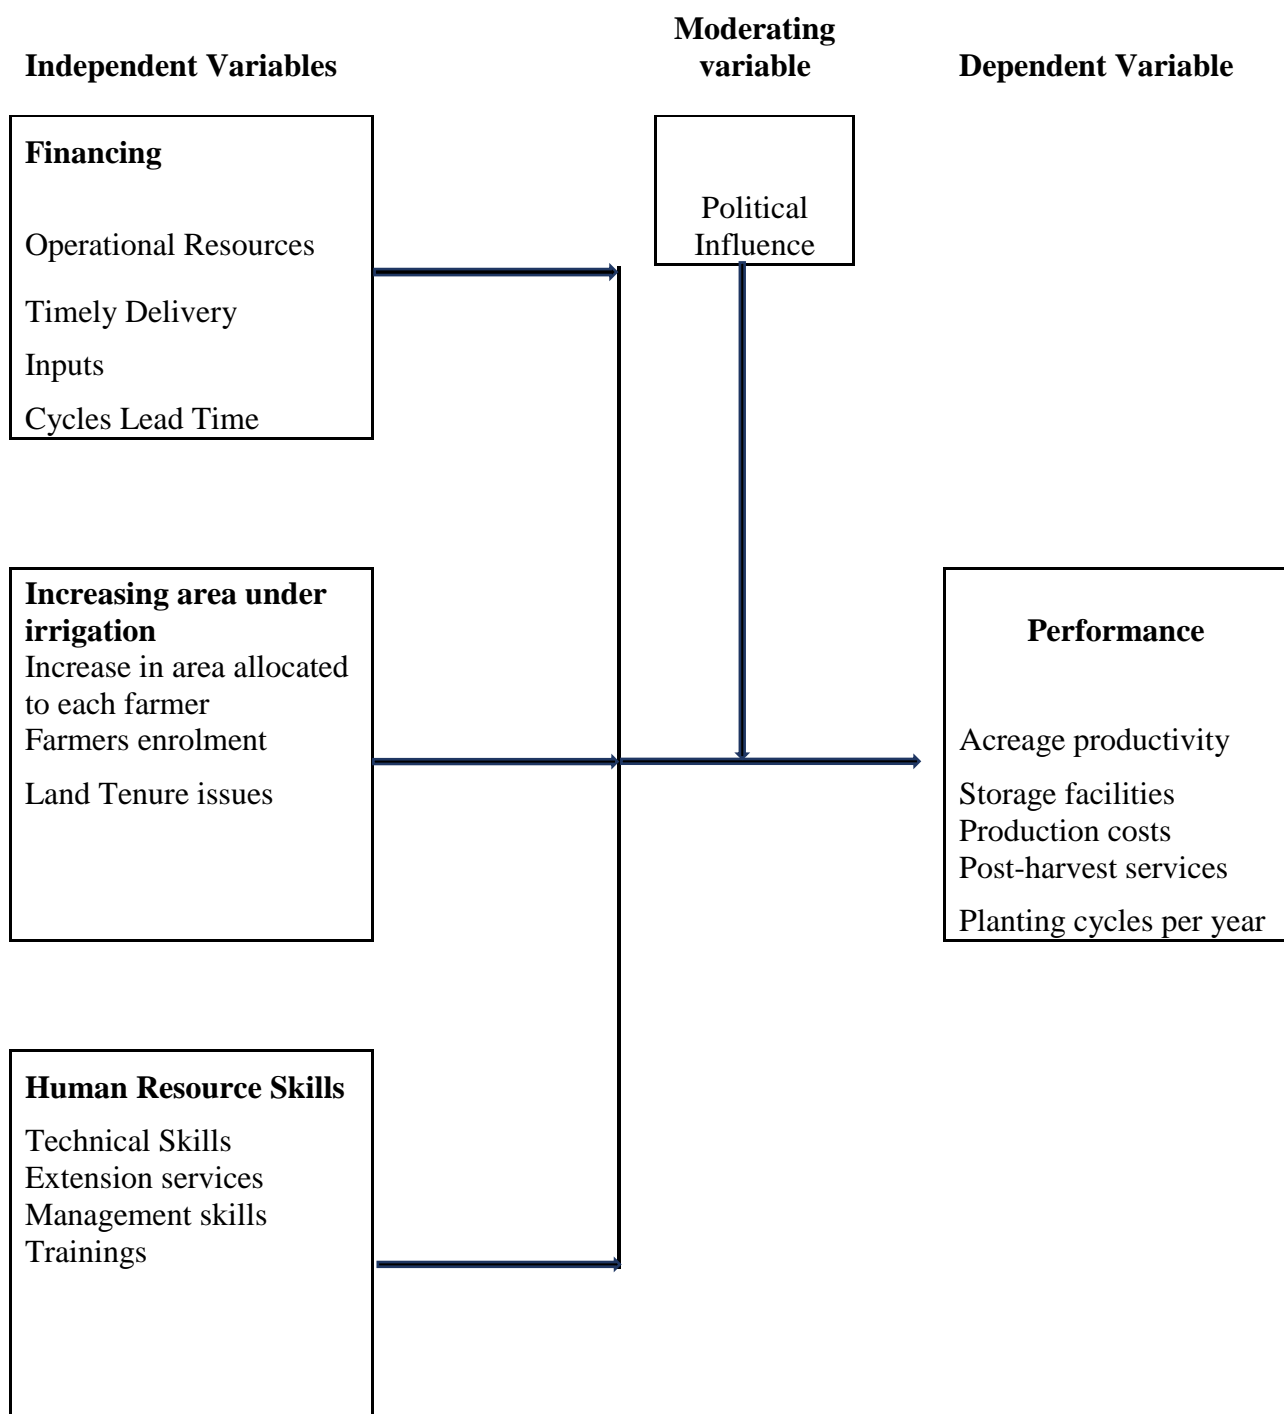 Independent Variables
Moderating
variable
Dependent Variable
Financing
Operational Resources
Timely Delivery
Inputs
Cycles Lead Time
Political
Influence
Increasing area under
irrigation
Increase in area allocated
to each farmer
Farmers enrolment
Land Tenure issues
Performance
Acreage productivity
Storage facilities
Production costs
Post-harvest services
Planting cycles per year
Human Resource Skills
Technical Skills
Extension services
Management skills
Trainings